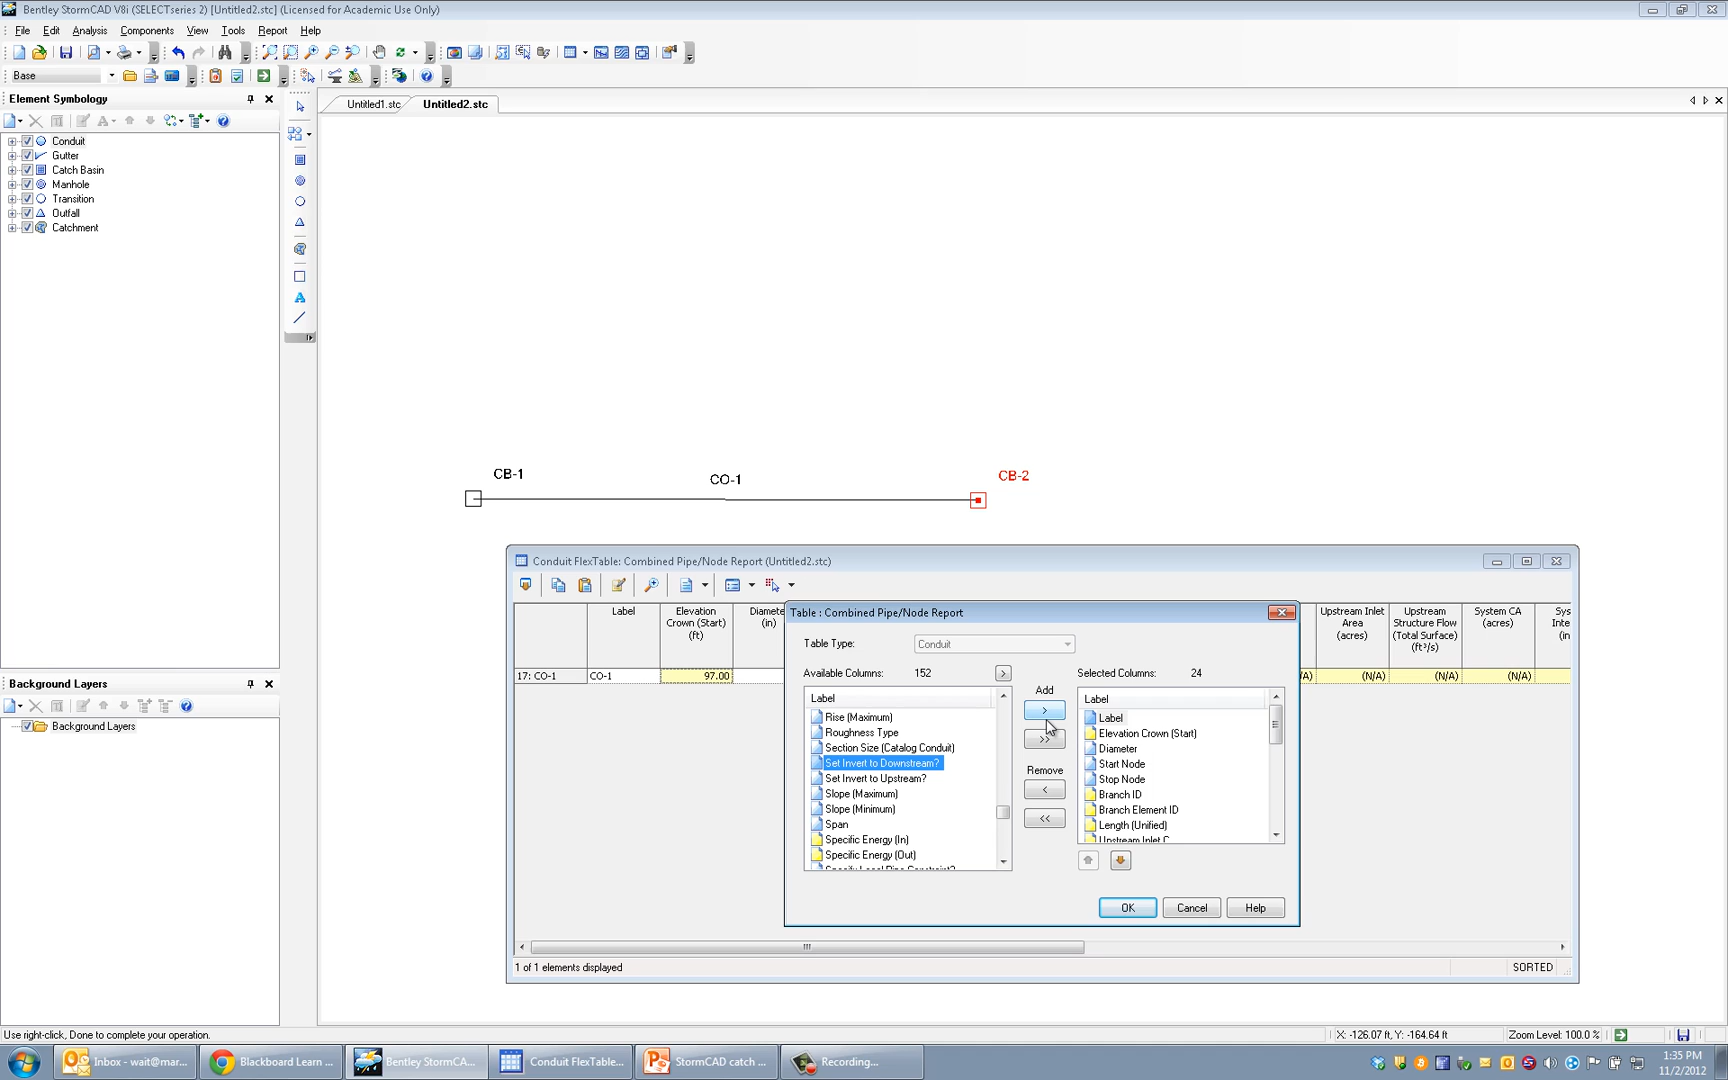 Bentley StormCAD V8i (SELECTseries 2) [Untitled2.stc] (Licensed for Academic Use Only)
File Edit Analysis Components View Tools Report Help
Base
Element Symbology
Untitled1.stc Untitled2.stc
Conduit
Gutter
Catch Basin
Manhole
Transition
Outfall
Catchment
CB-1 CO-1 CB-2
Conduit FlexTable: Combined Pipe/Node Report (Untitled2.stc)
Label
Elevation
Crown (Start)
(ft)
(in)
Upstream Inlet
Area
(acres)
Upstream
Structure Flow
(Total Surface)
(ft³/s)
System CA
(acres)
17: CO-1 CO-1 97.00 (N/A) (N/A) (N/A)
Table : Combined Pipe/Node Report
Table Type: Conduit
Available Columns: 152 > Selected Columns: 24
Label
Rise (Maximum)
Roughness Type
Section Size (Catalog Conduit)
Set Invert to Downstream?
Set Invert to Upstream?
Slope (Maximum)
Slope (Minimum)
Span
Specific Energy (In)
Specific Energy (Out)
Add
>
>>
Remove
<
<<
Label
Label
Elevation Crown (Start)
Diameter
Start Node
Stop Node
Branch ID
Branch Element ID
Length (Unified)
Upstream Inlet C
OK Cancel Help
1 of 1 elements displayed SORTED
Background Layers
Background Layers
Use right-click, Done to complete your operation. X: -126.07 ft, Y: -164.64 ft Zoom Level: 100.0 %
Inbox - wait@mar... Blackboard Learn ... Bentley StormCA... Conduit FlexTable... StormCAD catch ... Recording...
1:35 PM
11/2/2012